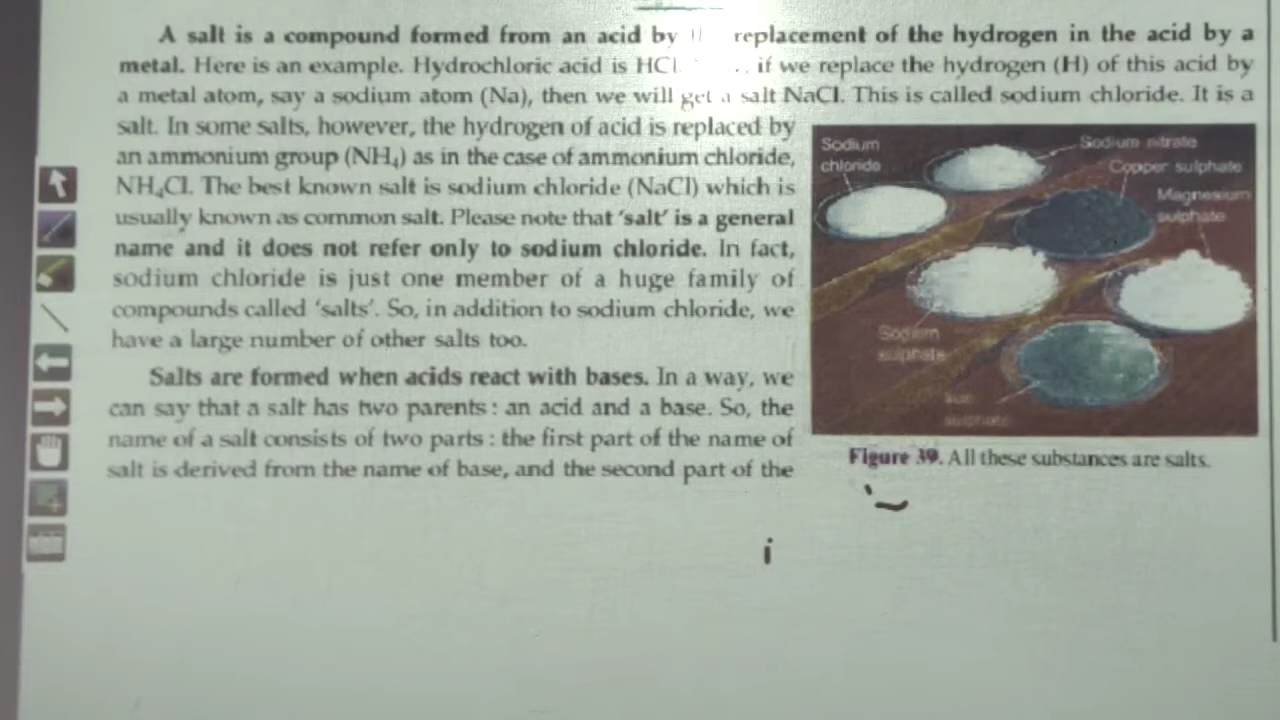 A salt is a compound formed from an acid by replacement of the hydrogen in the acid by a
metal. Here is an example. Hydrochloric acid is HCl. if we replace the hydrogen (H) of this acid by
a metal atom, say a sodium atom (Na), then we will get a salt NaCl. This is called sodium chloride. It is a
salt. In some salts, however, the hydrogen of acid is replaced by
an ammonium group (NH₄) as in the case of ammonium chloride,
NH₄Cl. The best known salt is sodium chloride (NaCl) which is
usually known as common salt. Please note that ‘salt’ is a general
name and it does not refer only to sodium chloride. In fact,
sodium chloride is just one member of a huge family of
compounds called ‘salts’. So, in addition to sodium chloride, we
have a large number of other salts too.
Salts are formed when acids react with bases. In a way, we
can say that a salt has two parents : an acid and a base. So, the
name of a salt consists of two parts : the first part of the name of
salt is derived from the name of base, and the second part of the
Sodium
chloride
Sodium nitrate
Copper sulphate
Magnesium
sulphate
Sodium
sulphate
sulphate
Figure 39. All these substances are salts.
i